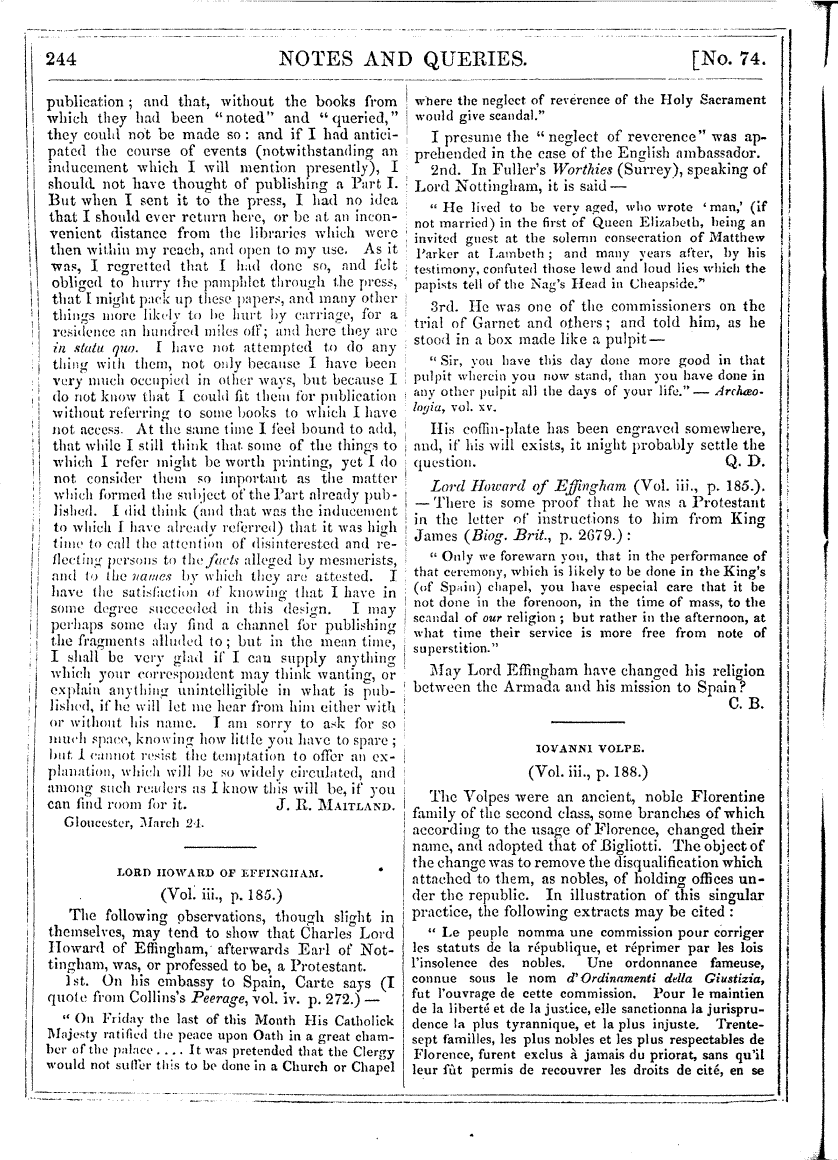 244
NOTES AND QUERIES.
[No. 74.
publication; and that, without the books from
which they had been "noted" and "queried,"
they could not be made so: and if I had antici-
pated the course of events (notwithstanding an
inducement which I will mention presently), I
should not have thought of publishing a Part I.
But when I sent it to the press, I had no idea
that I should ever return here, or be at an incon-
venient distance from the libraries which were
then within my reach, and open to my use. As it
was, I regretted that I had done so, and felt
obliged to hurry the pamphlet through the press,
that I might pack up these papers, and many other
things more likely to be hurt by carriage, for a
residence an hundred miles off; and here they are
in statu quo. I have not attempted to do any
thing with them, not only because I have been
very much occupied in other ways, but because I
do not know that I could fit them for publication
without referring to some books to which I have
not access. At the same time I feel bound to add,
that while I still think that some of the things to
which I refer might be worth printing, yet I do
not consider them so important as the matter
which formed the subject of the Part already pub-
lished. I did think (and that was the inducement
to which I have already referred) that it was high
time to call the attention of disinterested and re-
flecting persons to the facts alleged by mesmerists,
and to the names by which they are attested. I
have the satisfaction of knowing that I have in
some degree succeeded in this design. I may
perhaps some day find a channel for publishing
the fragments alluded to; but in the mean time,
I shall be very glad if I can supply anything
which your correspondent may think wanting, or
explain anything unintelligible in what is pub-
lished, if he will let me hear from him either with
or without his name. I am sorry to ask for so
much space, knowing how little you have to spare;
but I cannot resist the temptation to offer an ex-
planation, which will be so widely circulated, and
among such readers as I know this will be, if you
can find room for it. J. R. MAITLAND.
Gloucester, March 24.
LORD HOWARD OF EFFINGHAM.
(Vol. iii., p. 185.)
The following observations, though slight in
themselves, may tend to show that Charles Lord
Howard of Effingham, afterwards Earl of Not-
tingham, was, or professed to be, a Protestant.
1st. On his embassy to Spain, Carte says (I
quote from Collins's Peerage, vol. iv. p. 272.) —
"On Friday the last of this Month His Catholick
Majesty ratified the peace upon Oath in a great cham-
ber of the palace .... It was pretended that the Clergy
would not suffer this to be done in a Church or Chapel
where the neglect of reverence of the Holy Sacrament
would give scandal."
I presume the "neglect of reverence" was ap-
prehended in the case of the English ambassador.
2nd. In Fuller's Worthies (Surrey), speaking of
Lord Nottingham, it is said —
"He lived to be very aged, who wrote 'man,' (if
not married) in the first of Queen Elizabeth, being an
invited guest at the solemn consecration of Matthew
Parker at Lambeth; and many years after, by his
testimony, confuted those lewd and loud lies which the
papists tell of the Nag's Head in Cheapside."
3rd. He was one of the commissioners on the
trial of Garnet and others; and told him, as he
stood in a box made like a pulpit —
"Sir, you have this day done more good in that
pulpit wherein you now stand, than you have done in
any other pulpit all the days of your life." — Archæo-
logia, vol. xv.
His coffin-plate has been engraved somewhere,
and, if his will exists, it might probably settle the
question. Q. D.
Lord Howard of Effingham (Vol. iii., p. 185.).
— There is some proof that he was a Protestant
in the letter of instructions to him from King
James (Biog. Brit., p. 2679.):
"Only we forewarn you, that in the performance of
that ceremony, which is likely to be done in the King's
(of Spain) chapel, you have especial care that it be
not done in the forenoon, in the time of mass, to the
scandal of our religion; but rather in the afternoon, at
what time their service is more free from note of
superstition."
May Lord Effingham have changed his religion
between the Armada and his mission to Spain?
C. B.
IOVANNI VOLPE.
(Vol. iii., p. 188.)
The Volpes were an ancient, noble Florentine
family of the second class, some branches of which
according to the usage of Florence, changed their
name, and adopted that of Bigliotti. The object of
the change was to remove the disqualification which
attached to them, as nobles, of holding offices un-
der the republic. In illustration of this singular
practice, the following extracts may be cited:
"Le peuple nomma une commission pour corriger
les statuts de la république, et réprimer par les lois
l'insolence des nobles. Une ordonnance fameuse,
connue sous le nom d'Ordinamenti della Giustizia,
fut l'ouvrage de cette commission. Pour le maintien
de la liberté et de la justice, elle sanctionna la jurispru-
dence la plus tyrannique, et la plus injuste. Trente-
sept familles, les plus nobles et les plus respectables de
Florence, furent exclus à jamais du priorat, sans qu'il
leur fût permis de recouvrer les droits de cité, en se